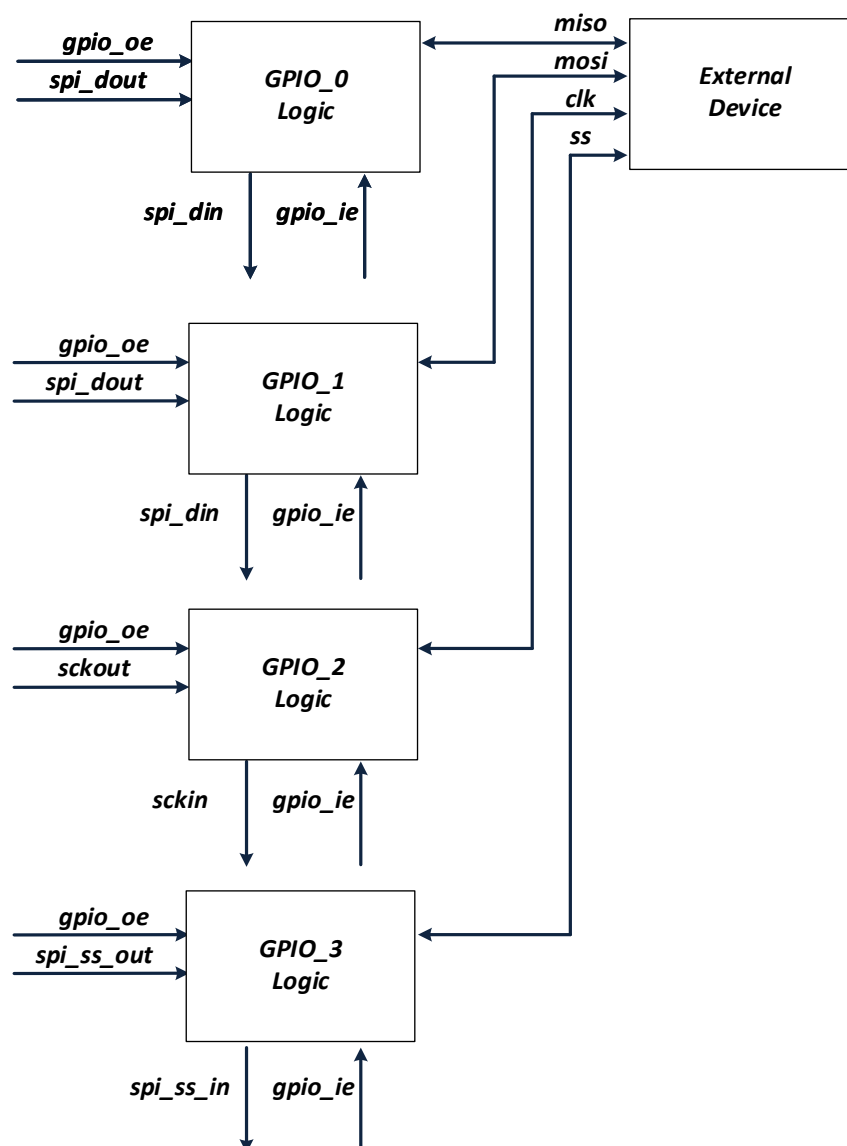 gpio_oe
spi_dout
GPIO_0
Logic
miso
mosi
clk
ss
External
Device
spi_din
gpio_ie
gpio_oe
spi_dout
GPIO_1
Logic
spi_din
gpio_ie
gpio_oe
sckout
GPIO_2
Logic
sckin
gpio_ie
gpio_oe
spi_ss_out
GPIO_3
Logic
spi_ss_in
gpio_ie